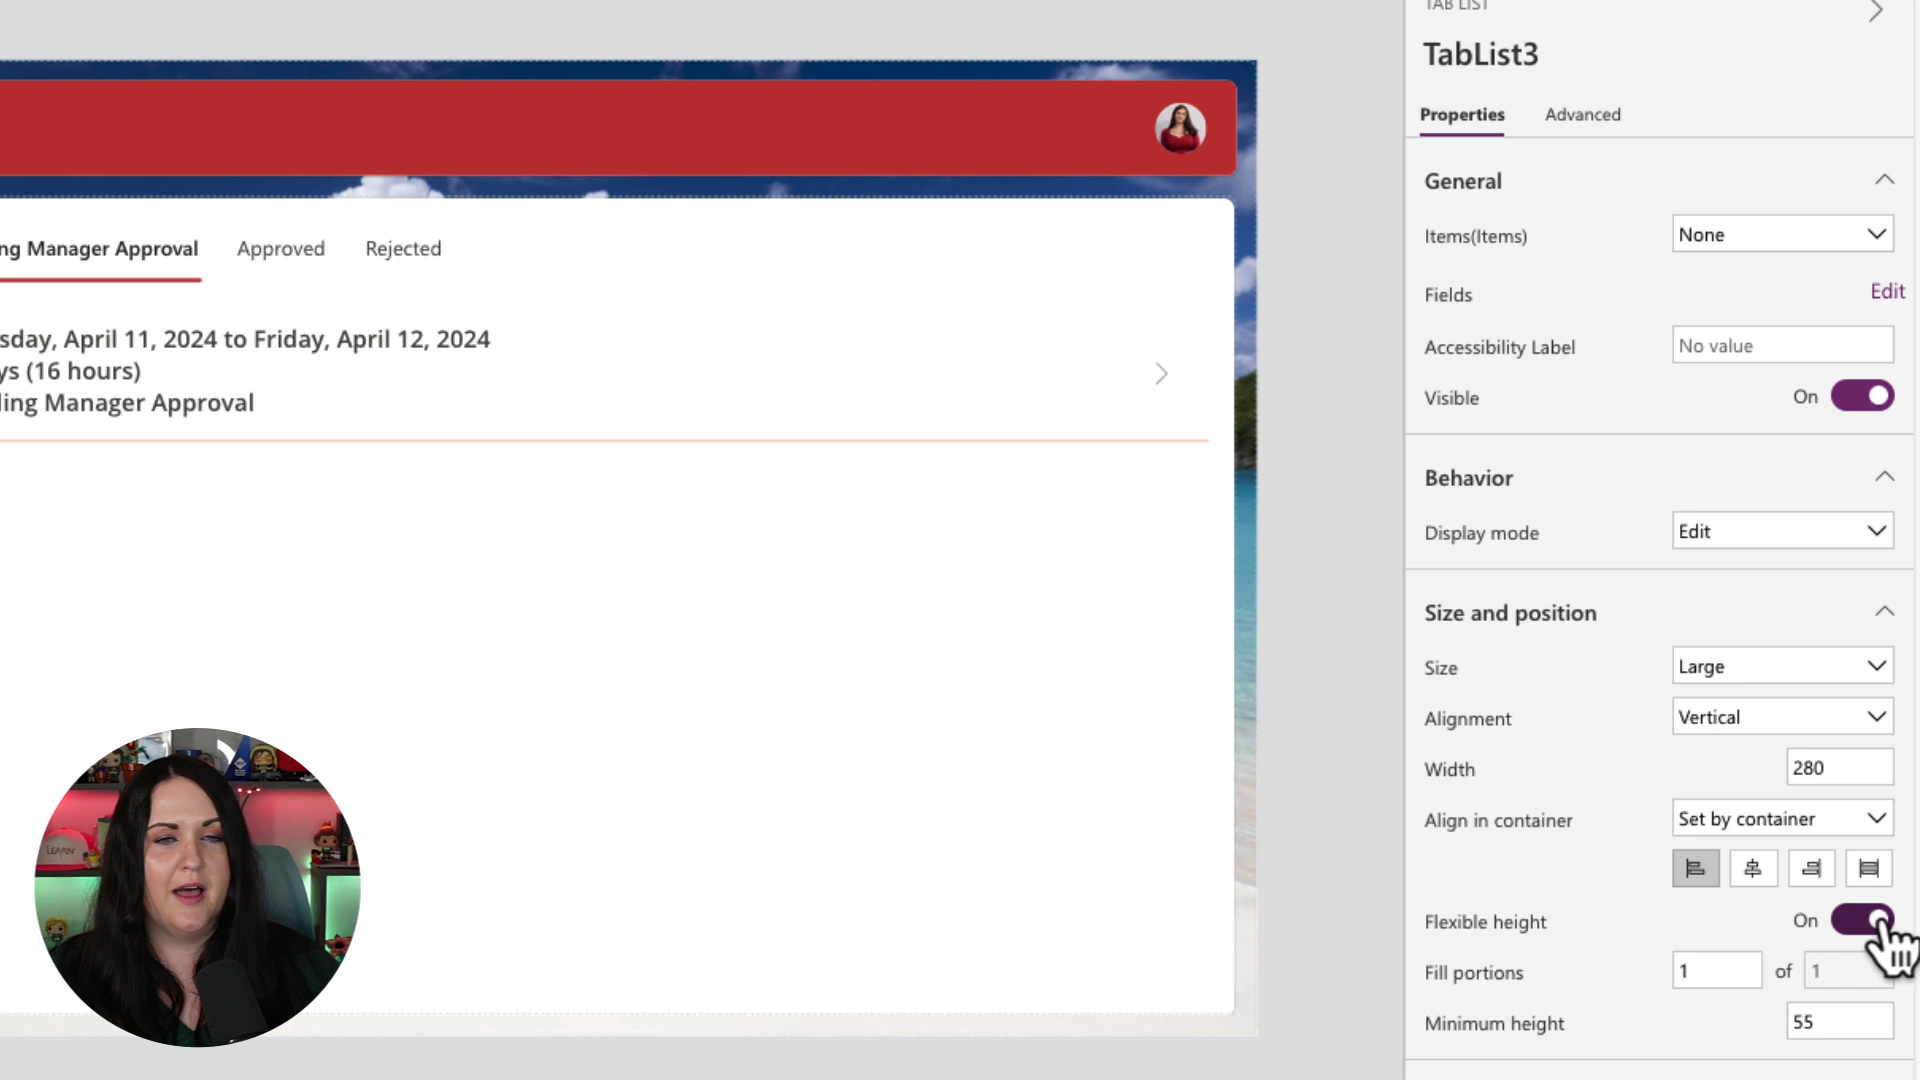 TAB LIST
TabList3
Properties Advanced
General
Items(Items) None
Fields Edit
Accessibility Label No value
Visible On
Behavior
Display mode Edit
Size and position
Size Large
Alignment Vertical
Width 280
Align in container Set by container
Flexible height On
Fill portions 1 of 1
Minimum height 55
ng Manager Approval Approved Rejected
sday, April 11, 2024 to Friday, April 12, 2024
ys (16 hours)
ling Manager Approval
LEARN